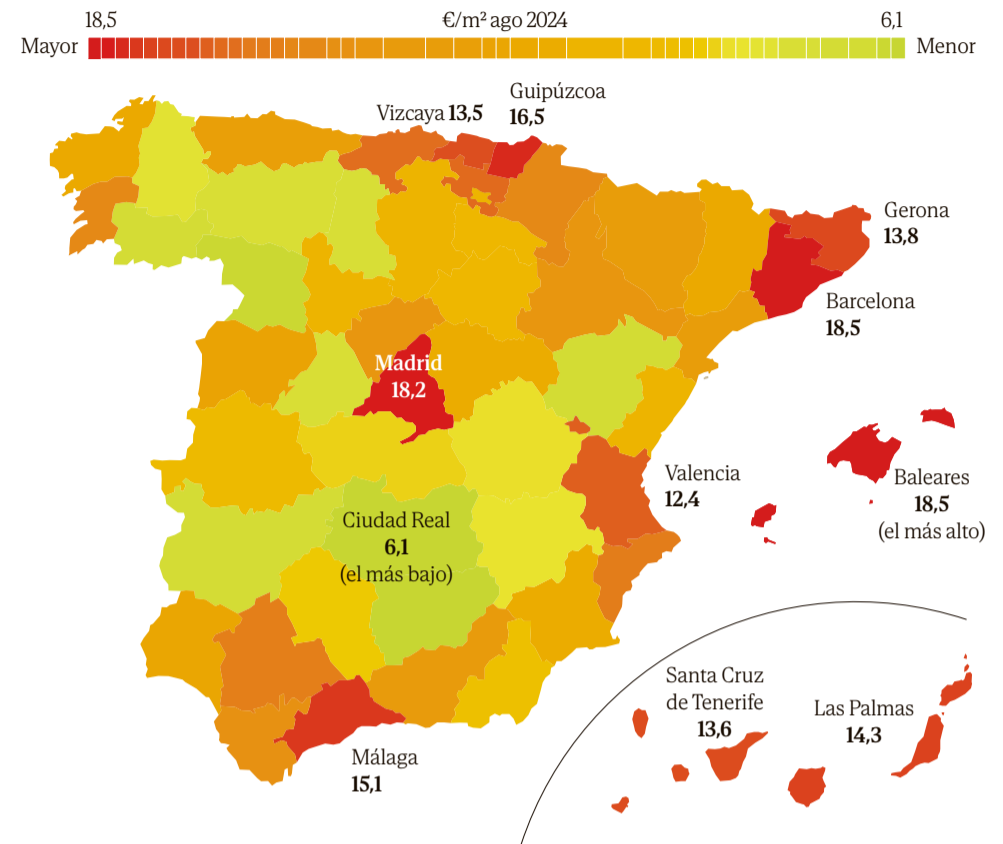 18,5 €/m² ago 2024 6,1
Mayor Menor
Guipúzcoa
16,5
Vizcaya 13,5
Gerona
13,8
Barcelona
18,5
Madrid
18,2
Valencia
12,4
Baleares
18,5
(el más alto)
Ciudad Real
6,1
(el más bajo)
Santa Cruz
de Tenerife
13,6
Las Palmas
14,3
Málaga
15,1